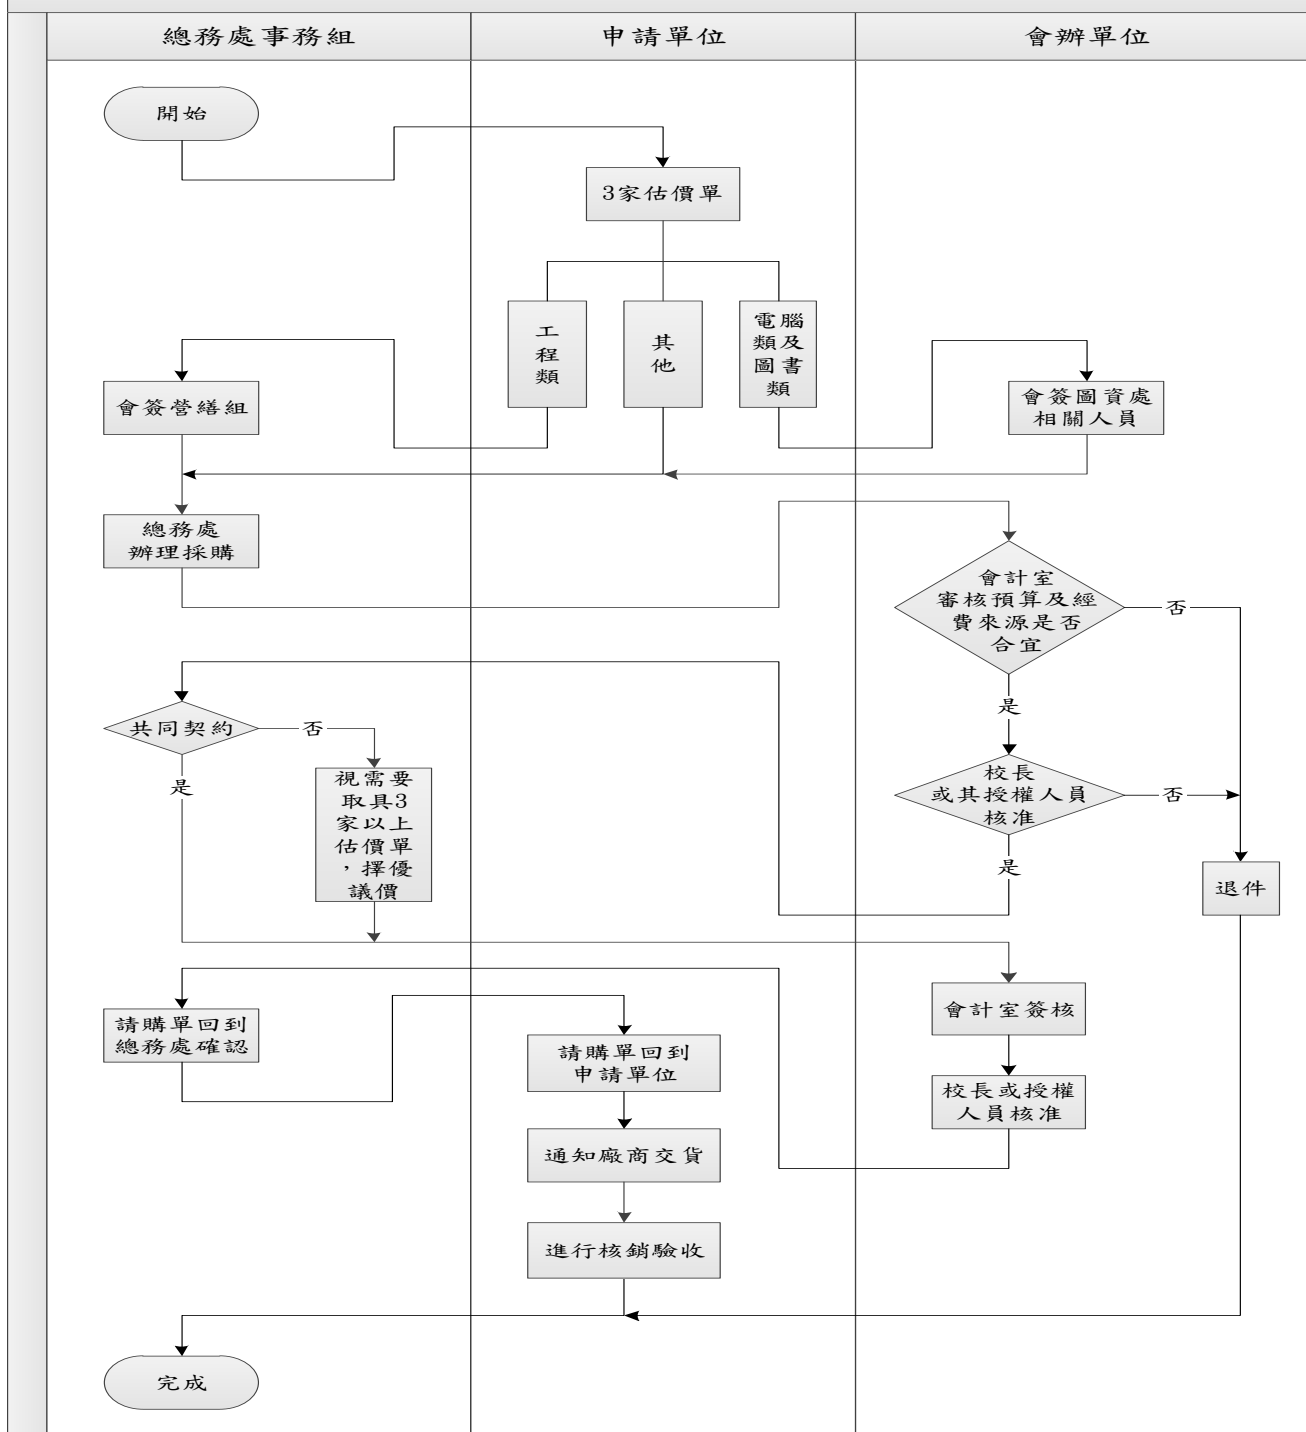 總務處事務組
申請單位
會辦單位
開始
3家估價單
工
程
類
其
他
電腦
類及
圖書
類
會簽營繕組
會簽圖資處
相關人員
總務處
辦理採購
會計室
審核預算及經
費來源是否
合宜
否
是
共同契約
否
是
視需要
取具3
家以上
估價單
，擇優
議價
校長
或其授權人員
核准
否
是
退件
會計室簽核
請購單回到
總務處確認
請購單回到
申請單位
校長或授權
人員核准
通知廠商交貨
進行核銷驗收
完成